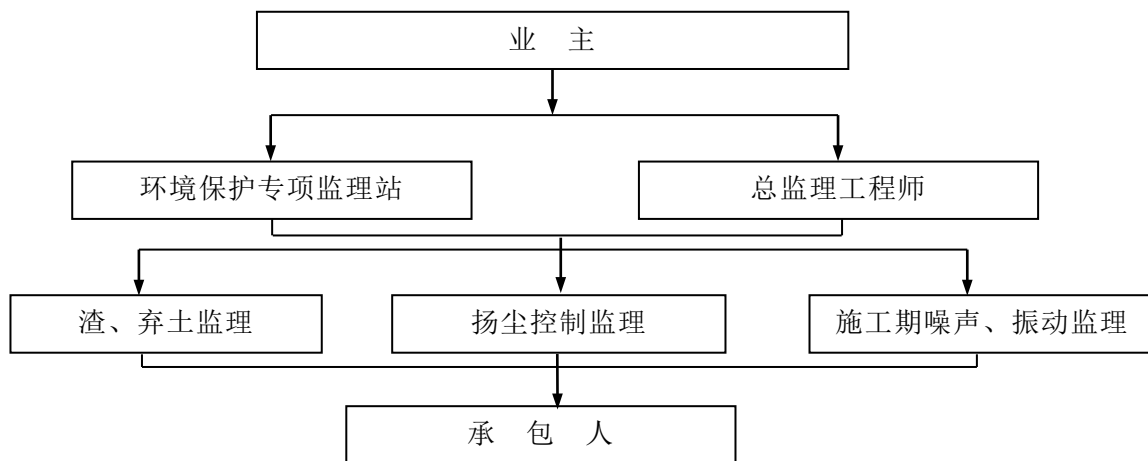 业 主
环境保护专项监理站
总监理工程师
渣、弃土监理
扬尘控制监理
施工期噪声、振动监理
承 包 人